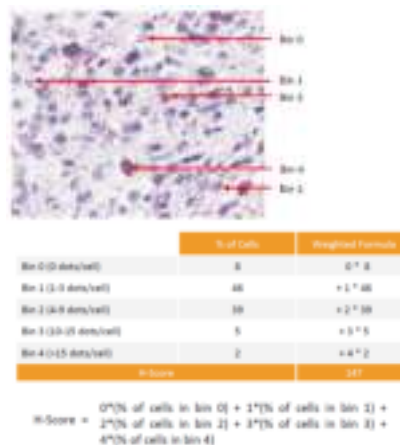 Bin 0
Bin 1
Bin
Bin 4
Bin
% of Cells Weighted Formula
Bin 0 (0 dots/cell) 8 0 * 8
Bin 1 (1-3 dots/cell) 46 + 1 * 46
Bin 2 (4-9 dots/cell) 39 + 2 * 39
Bin 3 (10-15 dots/cell) 5 + 3 * 5
Bin 4 (>15 dots/cell) 2 + 4 * 2
H-Score 147
H-Score = 0*(% of cells in bin 0) + 1*(% of cells in bin 1) +
2*(% of cells in bin 2) + 3*(% of cells in bin 3) +
4*(% of cells in bin 4)